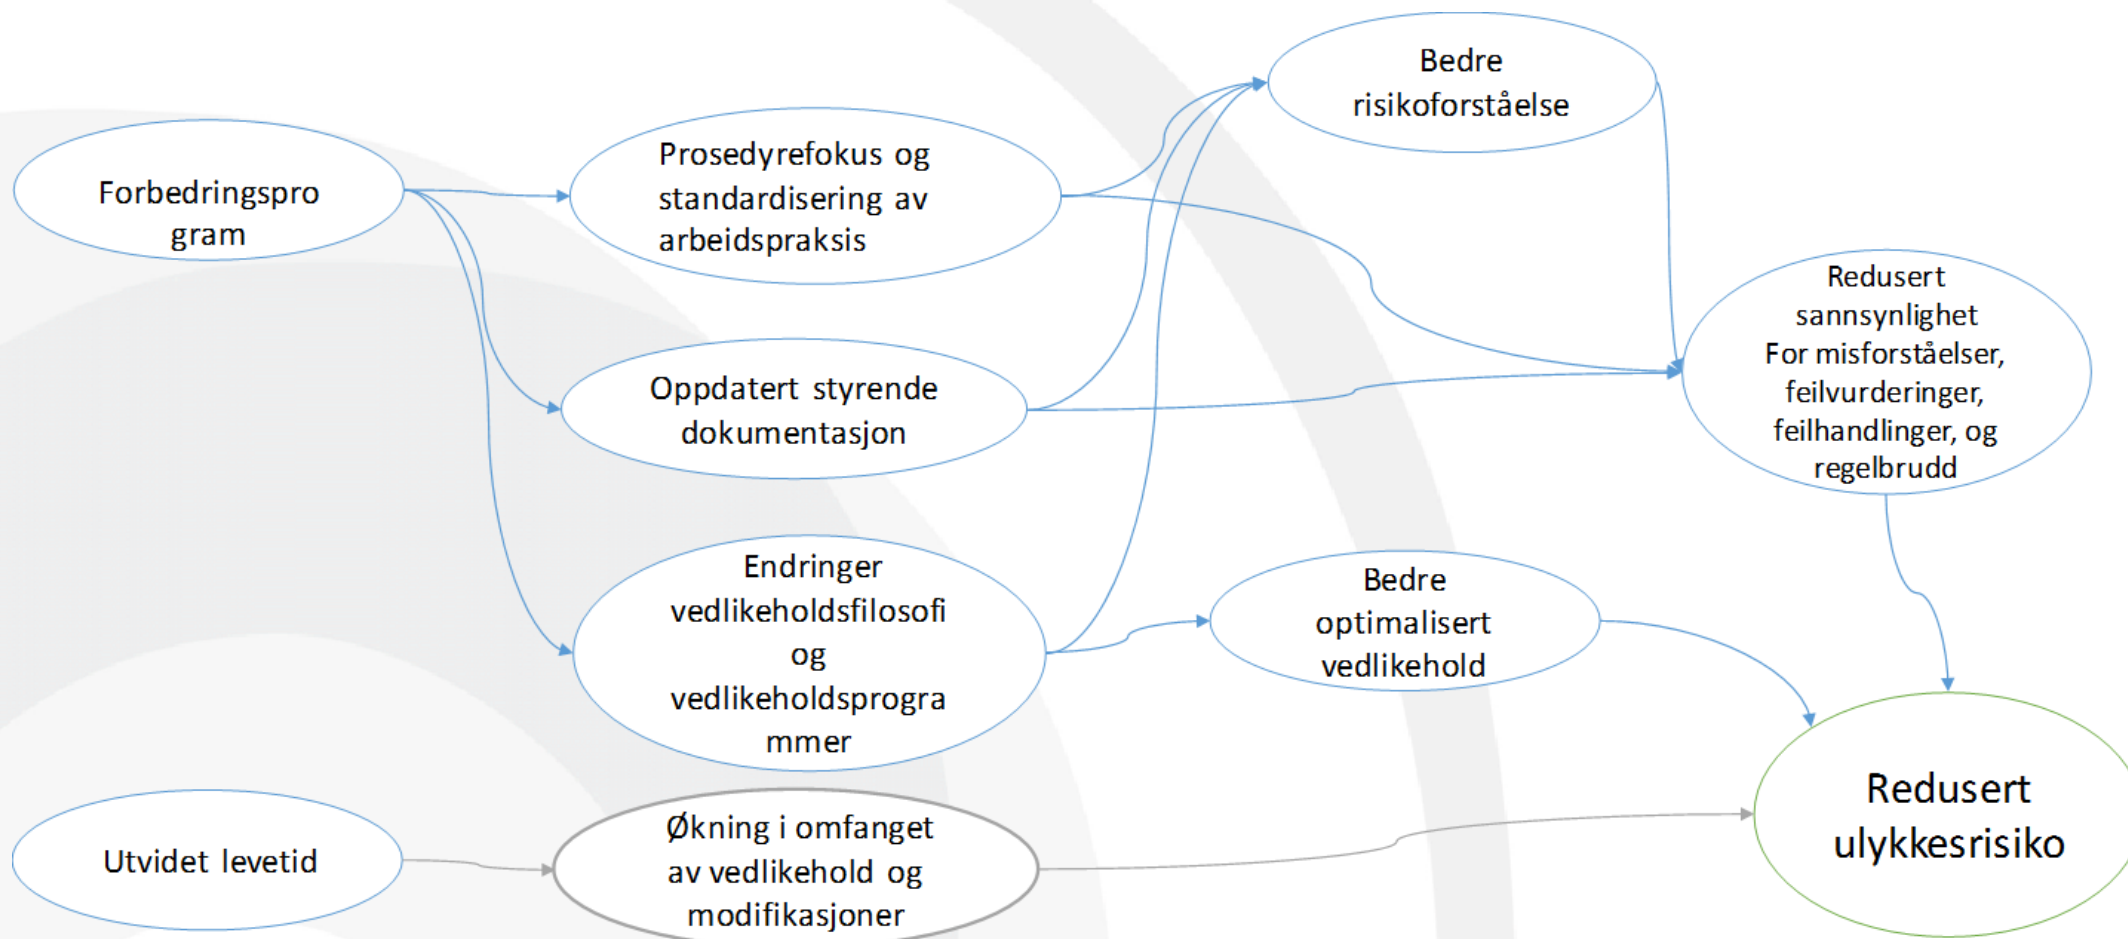 Forbedringspro
gram
Prosedyrefokus og
standardisering av
arbeidspraksis
Bedre
risikoforståelse
Oppdatert styrende
dokumentasjon
Redusert
sannsynlighet
For misforståelser,
feilvurderinger,
feilhandlinger, og
regelbrudd
Endringer
vedlikeholdsfilosofi
og
vedlikeholdsprogra
mmer
Bedre
optimalisert
vedlikehold
Utvidet levetid
Økning i omfanget
av vedlikehold og
modifikasjoner
Redusert
ulykkesrisiko